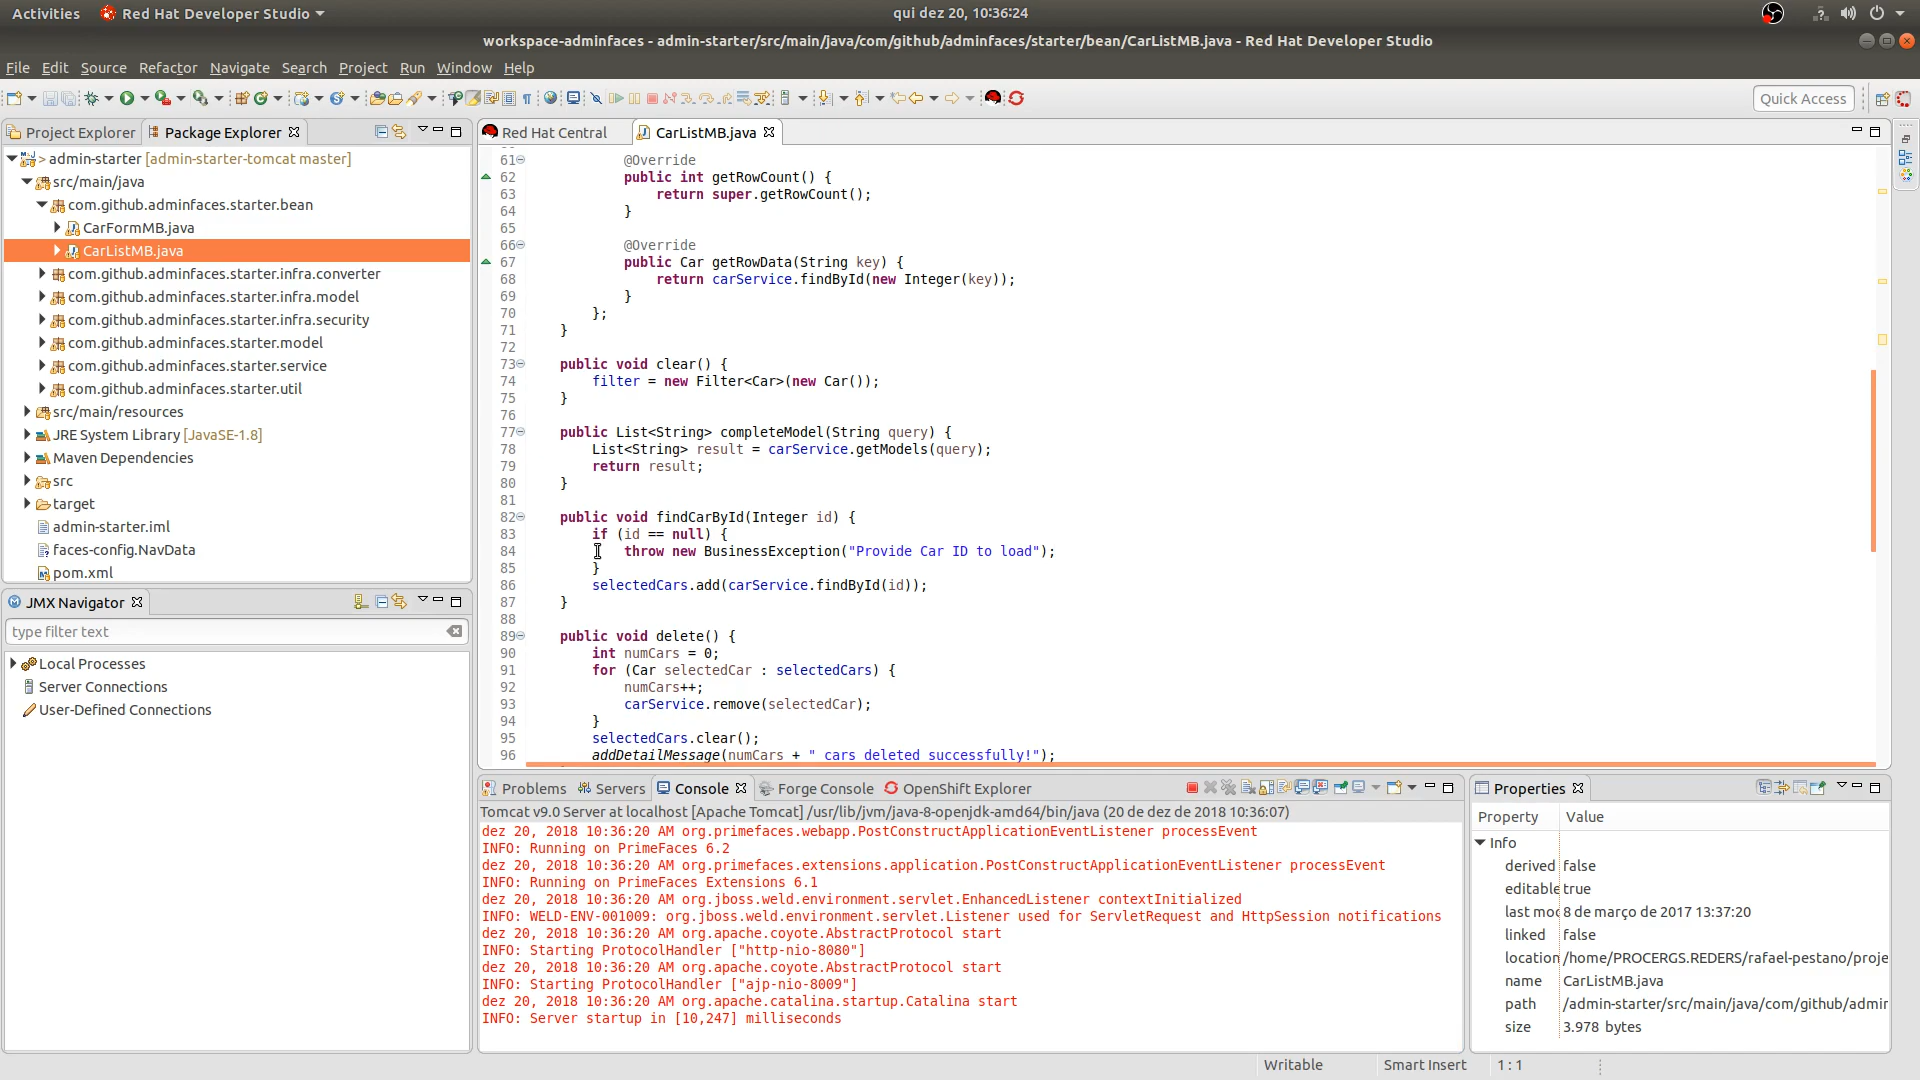 Activities
Red Hat Developer Studio
qui dez 20, 10:36:24
workspace-adminfaces - admin-starter/src/main/java/com/github/adminfaces/starter/bean/CarListMB.java - Red Hat Developer Studio
File Edit Source Refactor Navigate Search Project Run Window Help
Quick Access
Project Explorer
Package Explorer
> admin-starter [admin-starter-tomcat master]
src/main/java
com.github.adminfaces.starter.bean
CarFormMB.java
CarListMB.java
com.github.adminfaces.starter.infra.converter
com.github.adminfaces.starter.infra.model
com.github.adminfaces.starter.infra.security
com.github.adminfaces.starter.model
com.github.adminfaces.starter.service
com.github.adminfaces.starter.util
src/main/resources
JRE System Library [JavaSE-1.8]
Maven Dependencies
src
target
admin-starter.iml
faces-config.NavData
pom.xml
JMX Navigator
type filter text
Local Processes
Server Connections
User-Defined Connections
Red Hat Central
CarListMB.java
61 @Override
62 public int getRowCount() {
63 return super.getRowCount();
64 }
65
66 @Override
67 public Car getRowData(String key) {
68 return carService.findById(new Integer(key));
69 }
70 };
71 }
72
73 public void clear() {
74 filter = new Filter<Car>(new Car());
75 }
76
77 public List<String> completeModel(String query) {
78 List<String> result = carService.getModels(query);
79 return result;
80 }
81
82 public void findCarById(Integer id) {
83 if (id == null) {
84 throw new BusinessException("Provide Car ID to load");
85 }
86 selectedCars.add(carService.findById(id));
87 }
88
89 public void delete() {
90 int numCars = 0;
91 for (Car selectedCar : selectedCars) {
92 numCars++;
93 carService.remove(selectedCar);
94 }
95 selectedCars.clear();
96 addDetailMessage(numCars + " cars deleted successfully!");
Problems
Servers
Console
Forge Console
OpenShift Explorer
Tomcat v9.0 Server at localhost [Apache Tomcat] /usr/lib/jvm/java-8-openjdk-amd64/bin/java (20 de dez de 2018 10:36:07)
dez 20, 2018 10:36:20 AM org.primefaces.webapp.PostConstructApplicationEventListener processEvent
INFO: Running on PrimeFaces 6.2
dez 20, 2018 10:36:20 AM org.primefaces.extensions.application.PostConstructApplicationEventListener processEvent
INFO: Running on PrimeFaces Extensions 6.1
dez 20, 2018 10:36:20 AM org.jboss.weld.environment.servlet.EnhancedListener contextInitialized
INFO: WELD-ENV-001009: org.jboss.weld.environment.servlet.Listener used for ServletRequest and HttpSession notifications
dez 20, 2018 10:36:20 AM org.apache.coyote.AbstractProtocol start
INFO: Starting ProtocolHandler ["http-nio-8080"]
dez 20, 2018 10:36:20 AM org.apache.coyote.AbstractProtocol start
INFO: Starting ProtocolHandler ["ajp-nio-8009"]
dez 20, 2018 10:36:20 AM org.apache.catalina.startup.Catalina start
INFO: Server startup in [10,247] milliseconds
Properties
Property Value
Info
derived false
editable true
last mod 8 de março de 2017 13:37:20
linked false
location /home/PROCERGS.REDERS/rafael-pestano/proje
name CarListMB.java
path /admin-starter/src/main/java/com/github/admir
size 3.978 bytes
Writable
Smart Insert
1 : 1